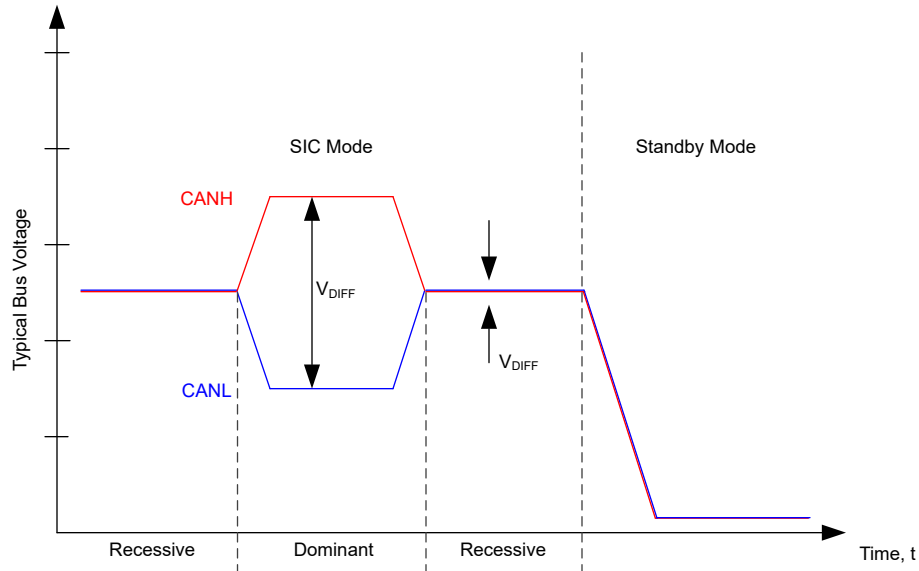 SIC Mode
Standby Mode
CANH
Typical Bus Voltage
VDIFF
VDIFF
CANL
Recessive
Dominant
Recessive
Time, t